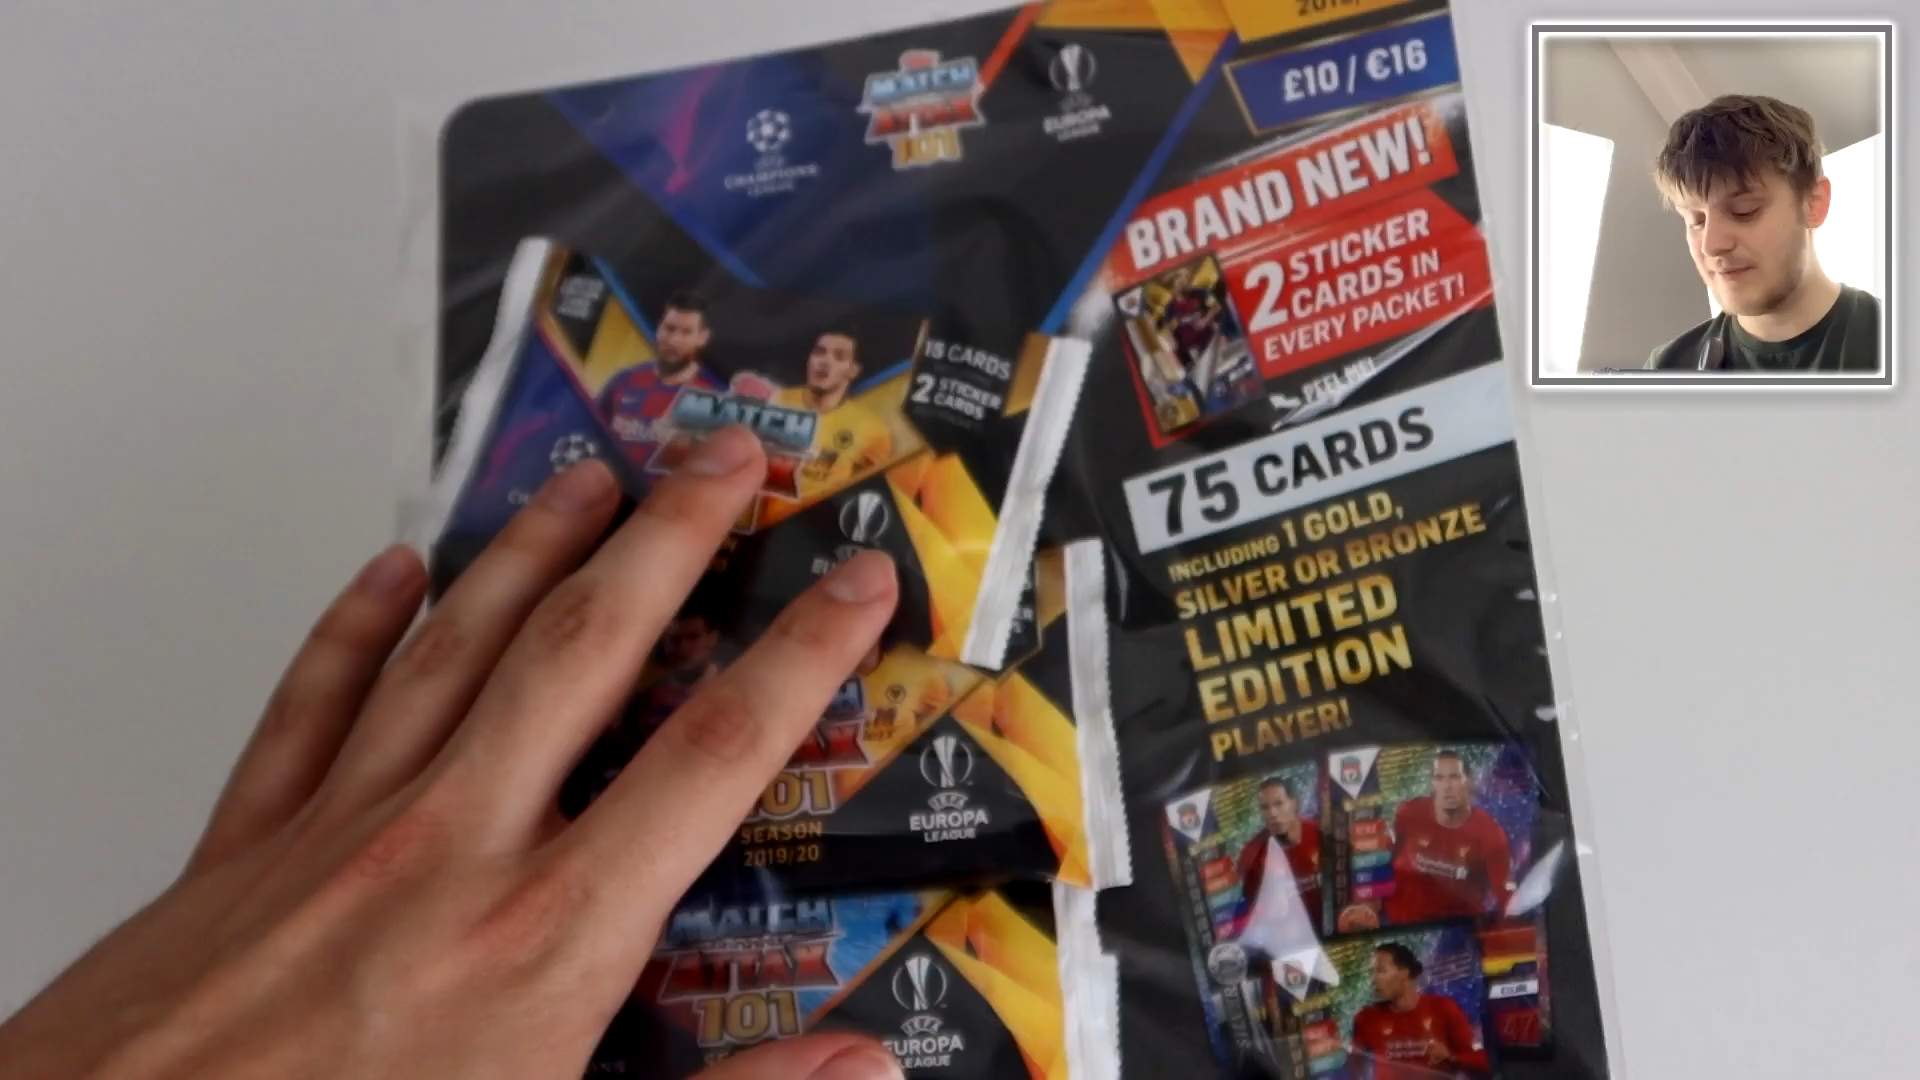 £10 / €16
MATCH
ATTAX
101
CHAMPIONS
LEAGUE
EUROPA
LEAGUE
BRAND NEW!
2 STICKER
CARDS IN
EVERY PACKET!
PEEL ME!
75 CARDS
INCLUDING 1 GOLD,
SILVER OR BRONZE
LIMITED
EDITION
PLAYER!
15 CARDS
2 STICKER
CARDS
MATCH
101
SEASON
2019/20
UEFA
EUROPA
LEAGUE
MATCH
ATTAX
101
UEFA
EUROPA
LEAGUE